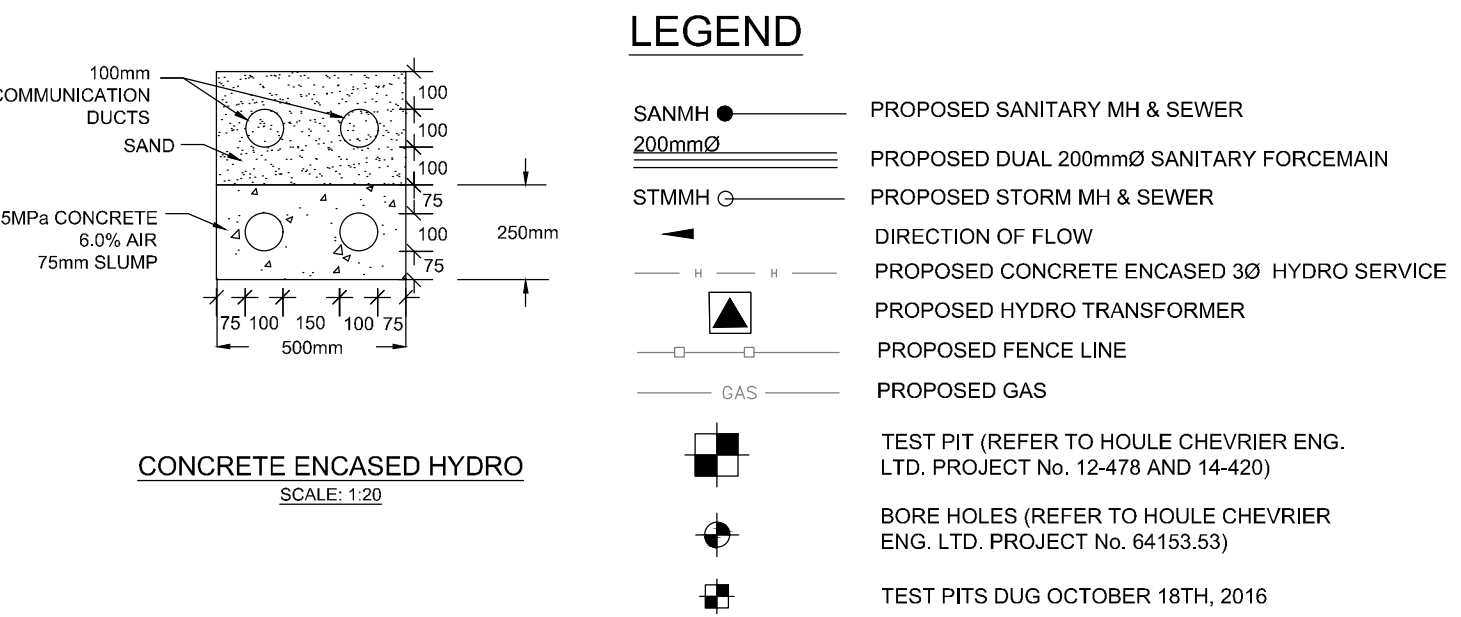 100mm
COMMUNICATION
DUCTS
SAND
5MPa CONCRETE
6.0% AIR
75mm SLUMP
100
100
100
75
100
75
250mm
75 100 150 100 75
500mm
CONCRETE ENCASED HYDRO
SCALE: 1:20
LEGEND
SANMH PROPOSED SANITARY MH & SEWER
200mmØ PROPOSED DUAL 200mmØ SANITARY FORCEMAIN
STMMH PROPOSED STORM MH & SEWER
DIRECTION OF FLOW
H H PROPOSED CONCRETE ENCASED 3Ø HYDRO SERVICE
PROPOSED HYDRO TRANSFORMER
PROPOSED FENCE LINE
GAS PROPOSED GAS
TEST PIT (REFER TO HOULE CHEVRIER ENG.
LTD. PROJECT No. 12-478 AND 14-420)
BORE HOLES (REFER TO HOULE CHEVRIER
ENG. LTD. PROJECT No. 64153.53)
TEST PITS DUG OCTOBER 18TH, 2016